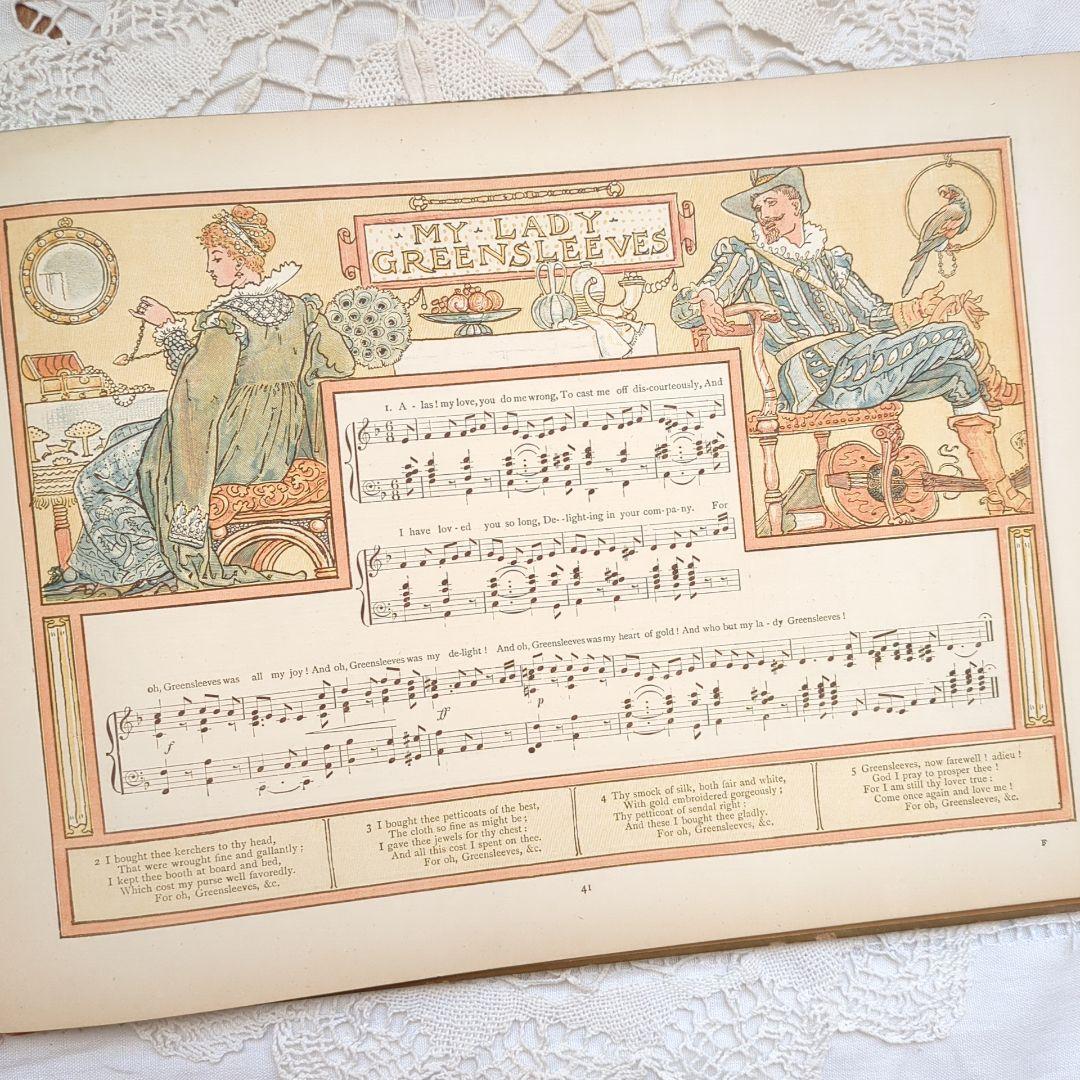 MY LADY
GREENSLEEVES
1. A - las! my love, you do me wrong, To cast me off dis-courteously, And
I have lov - ed you so long, De--light-ing in your com-pa-ny. For
oh, Greensleeves was all my joy! And oh, Greensleeves was my de-light! And oh, Greensleeves was my heart of gold! And who but my la - dy Greensleeves!
f
ff
p
2 I bought thee kerchers to thy head,
That were wrought fine and gallantly;
I kept thee booth at board and bed,
Which cost my purse well favoredly.
For oh, Greensleeves, &c.
3 I bought thee petticoats of the best,
The cloth so fine as might be;
I gave thee jewels for thy chest:
And all this cost I spent on thee.
For oh, Greensleeves, &c.
4 Thy smock of silk, both fair and white,
With gold embroidered gorgeously;
Thy petticoat of sendal right:
And these I bought thee gladly.
For oh, Greensleeves, &c.
5 Greensleeves, now farewell! adieu!
God I pray to prosper thee!
For I am still thy lover true:
Come once again and love me!
For oh, Greensleeves, &c.
41
F